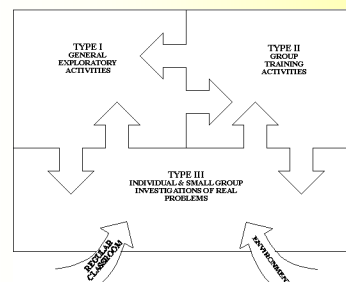 TYPE I
GENERAL
EXPLORATORY
ACTIVITIES
TYPE II
GROUP
TRAINING
ACTIVITIES
TYPE III
INDIVIDUAL & SMALL GROUP
INVESTIGATIONS OF REAL
PROBLEMS
REGULAR
CLASSROOM
ENVIRONMENT